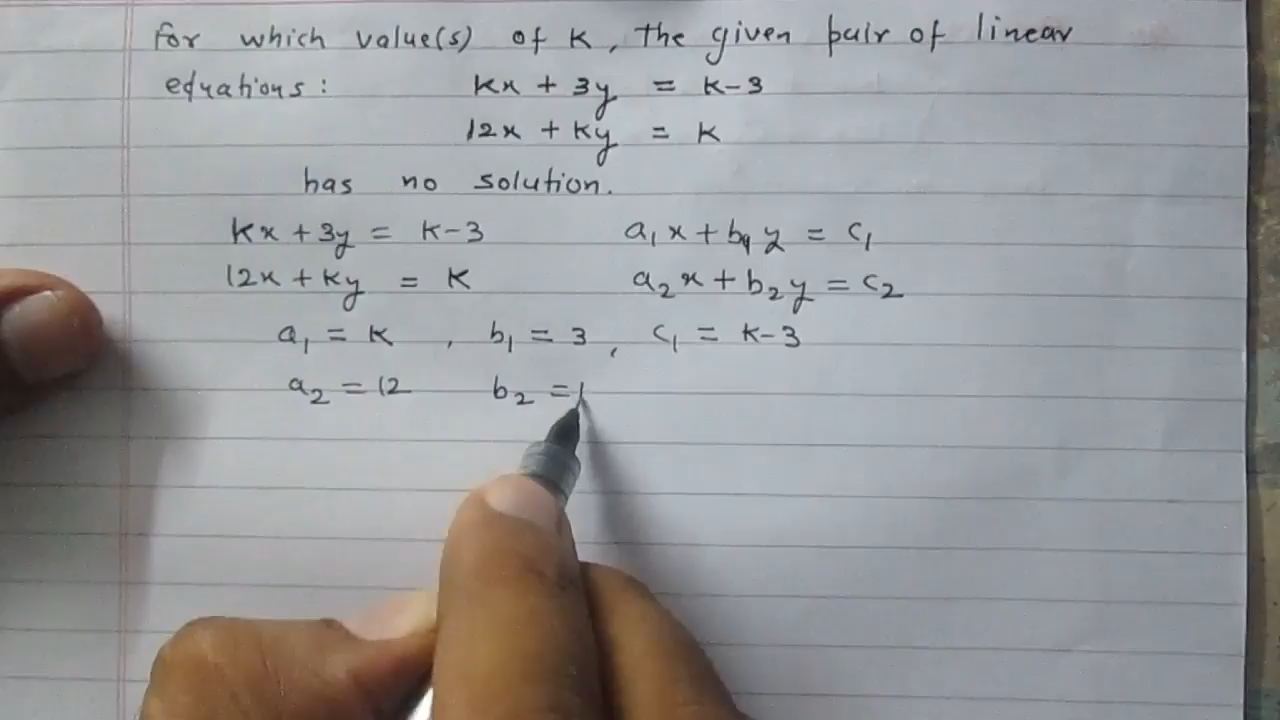 For which value(s) of K, the given pair of linear
equations: Kx + 3y = K-3
12x + Ky = K
has no solution.
Kx + 3y = K-3 a₁x + b₁y = c₁
12x + Ky = K a₂x + b₂y = c₂
a₁ = K , b₁ = 3 , c₁ = K-3
a₂ = 12 b₂ =